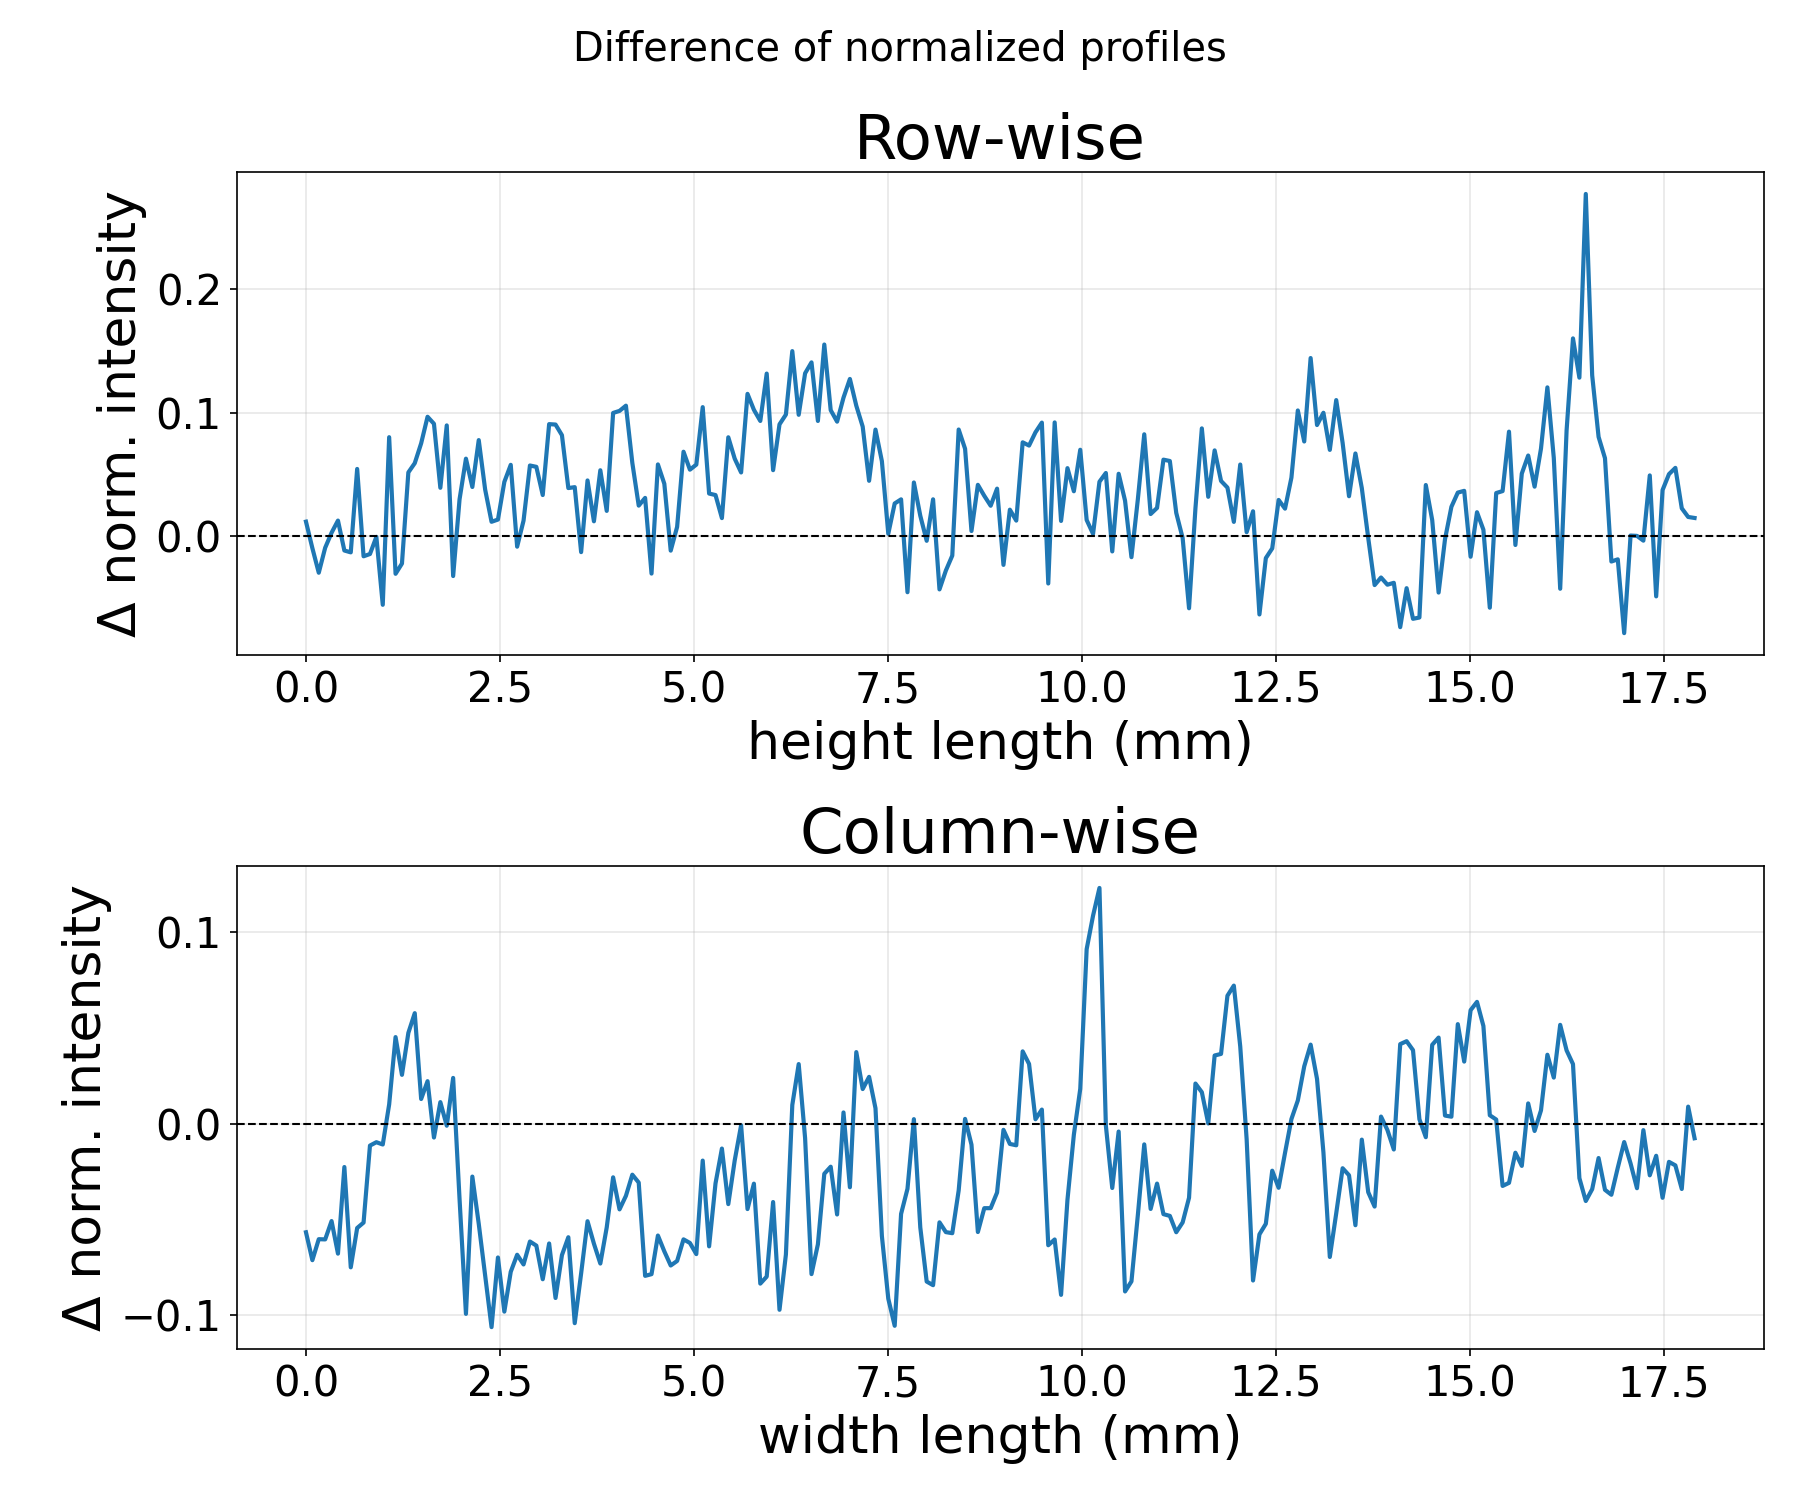 Difference of normalized profiles
Row-wise
Δ norm. intensity
0.2
0.1
0.0
0.0 2.5 5.0 7.5 10.0 12.5 15.0 17.5
height length (mm)
Column-wise
Δ norm. intensity
0.1
0.0
−0.1
0.0 2.5 5.0 7.5 10.0 12.5 15.0 17.5
width length (mm)